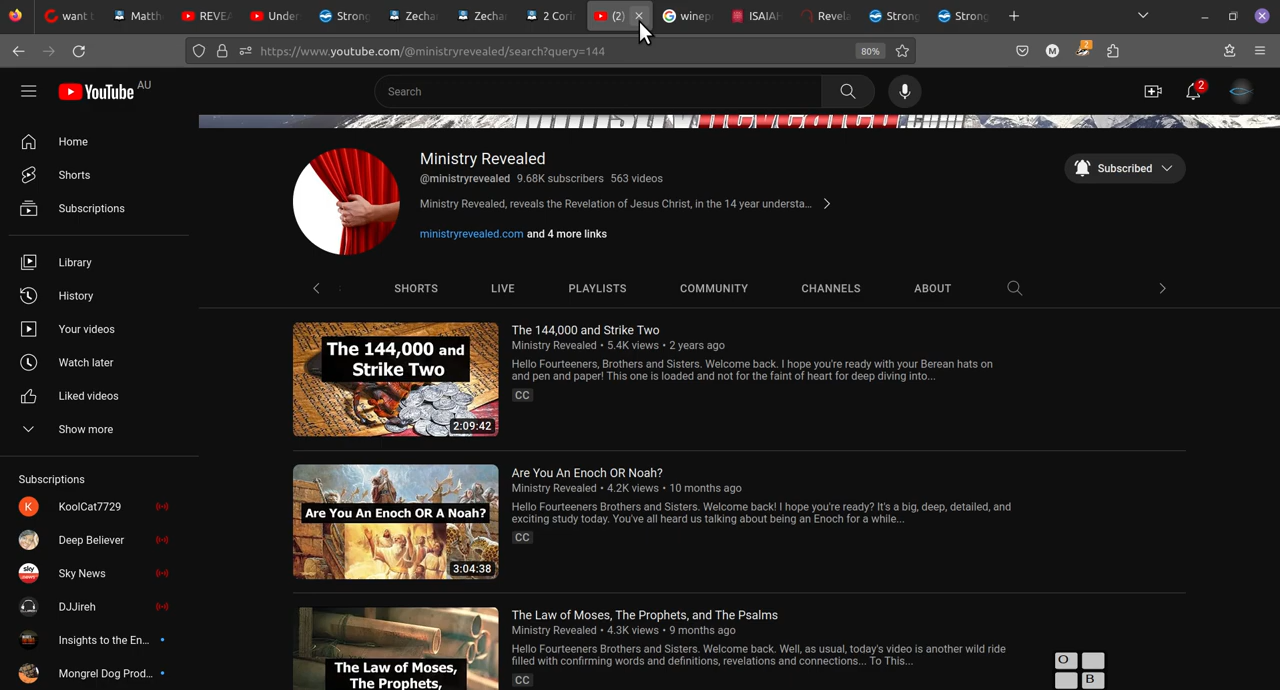 want t
Matth
REVEA
Under
Strong
Zecha
Zecha
2 Corin
(2)
winep
ISAIAH
Revela
Strong
Strong
https://www.youtube.com/@ministryrevealed/search?query=144
80%
M
2
YouTube AU
Search
2
Home
Shorts
Subscriptions
Library
History
Your videos
Watch later
Liked videos
Show more
Subscriptions
K KoolCat7729
Deep Believer
sky news Sky News
DJJireh
Insights to the En...
Mongrel Dog Prod...
Ministry Revealed
@ministryrevealed 9.68K subscribers 563 videos
Ministry Revealed, reveals the Revelation of Jesus Christ, in the 14 year understa...
ministryrevealed.com and 4 more links
Subscribed
SHORTS
LIVE
PLAYLISTS
COMMUNITY
CHANNELS
ABOUT
The 144,000 and
Strike Two
2:09:42
The 144,000 and Strike Two
Ministry Revealed • 5.4K views • 2 years ago
Hello Fourteeners, Brothers and Sisters. Welcome back. I hope you're ready with your Berean hats on
and pen and paper! This one is loaded and not for the faint of heart for deep diving into...
CC
Are You An Enoch OR A Noah?
3:04:38
Are You An Enoch OR Noah?
Ministry Revealed • 4.2K views • 10 months ago
Hello Fourteeners Brothers and Sisters. Welcome back! I hope you're ready? It's a big, deep, detailed, and
exciting study today. You've all heard us talking about being an Enoch for a while...
CC
The Law of Moses,
The Prophets,
The Law of Moses, The Prophets, and The Psalms
Ministry Revealed • 4.3K views • 9 months ago
Hello Fourteeners Brothers and Sisters. Welcome back. Well, as usual, today's video is another wild ride
filled with confirming words and definitions, revelations and connections... To This...
CC
O
B